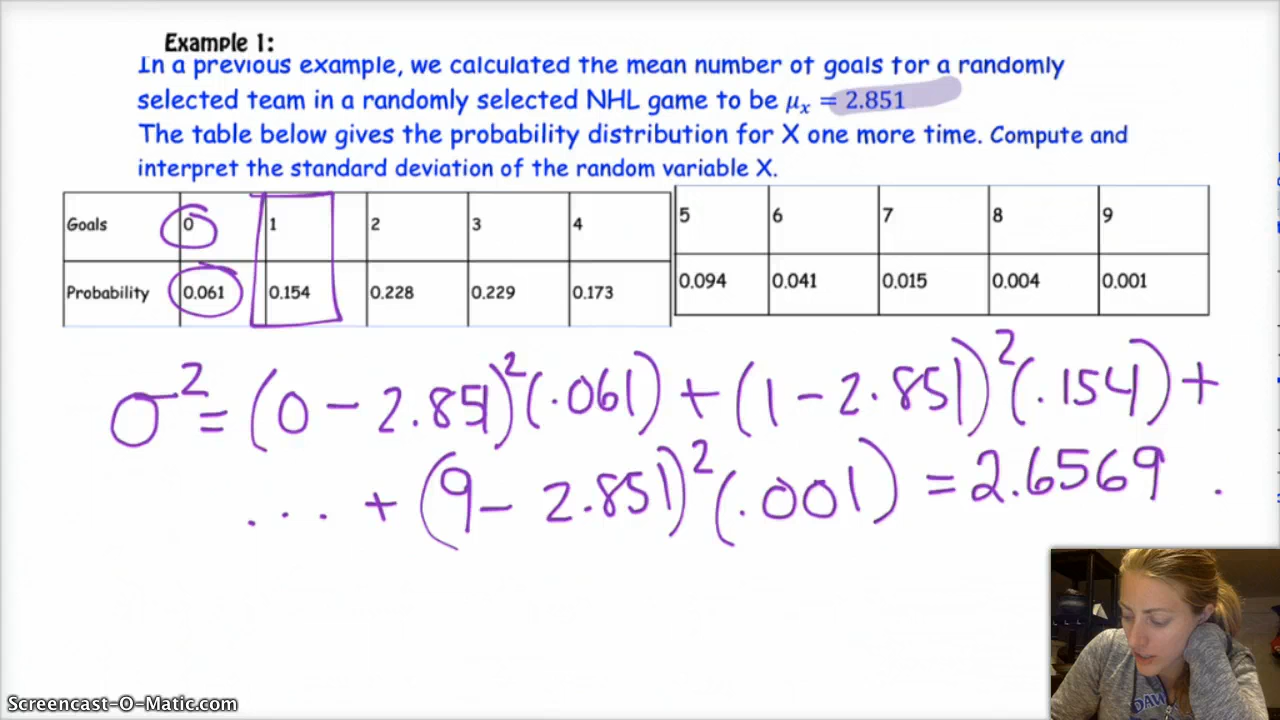 Example 1:
In a previous example, we calculated the mean number of goals for a randomly
selected team in a randomly selected NHL game to be μₓ = 2.851
The table below gives the probability distribution for X one more time. Compute and
interpret the standard deviation of the random variable X.
Goals 0 1 2 3 4 5 6 7 8 9
Probability 0.061 0.154 0.228 0.229 0.173 0.094 0.041 0.015 0.004 0.001
σ² = (0 − 2.851)² (.061) + (1 − 2.851)² (.154) +
... + (9 − 2.851)² (.001) = 2.6569 .
DAW
Screencast-O-Matic.com